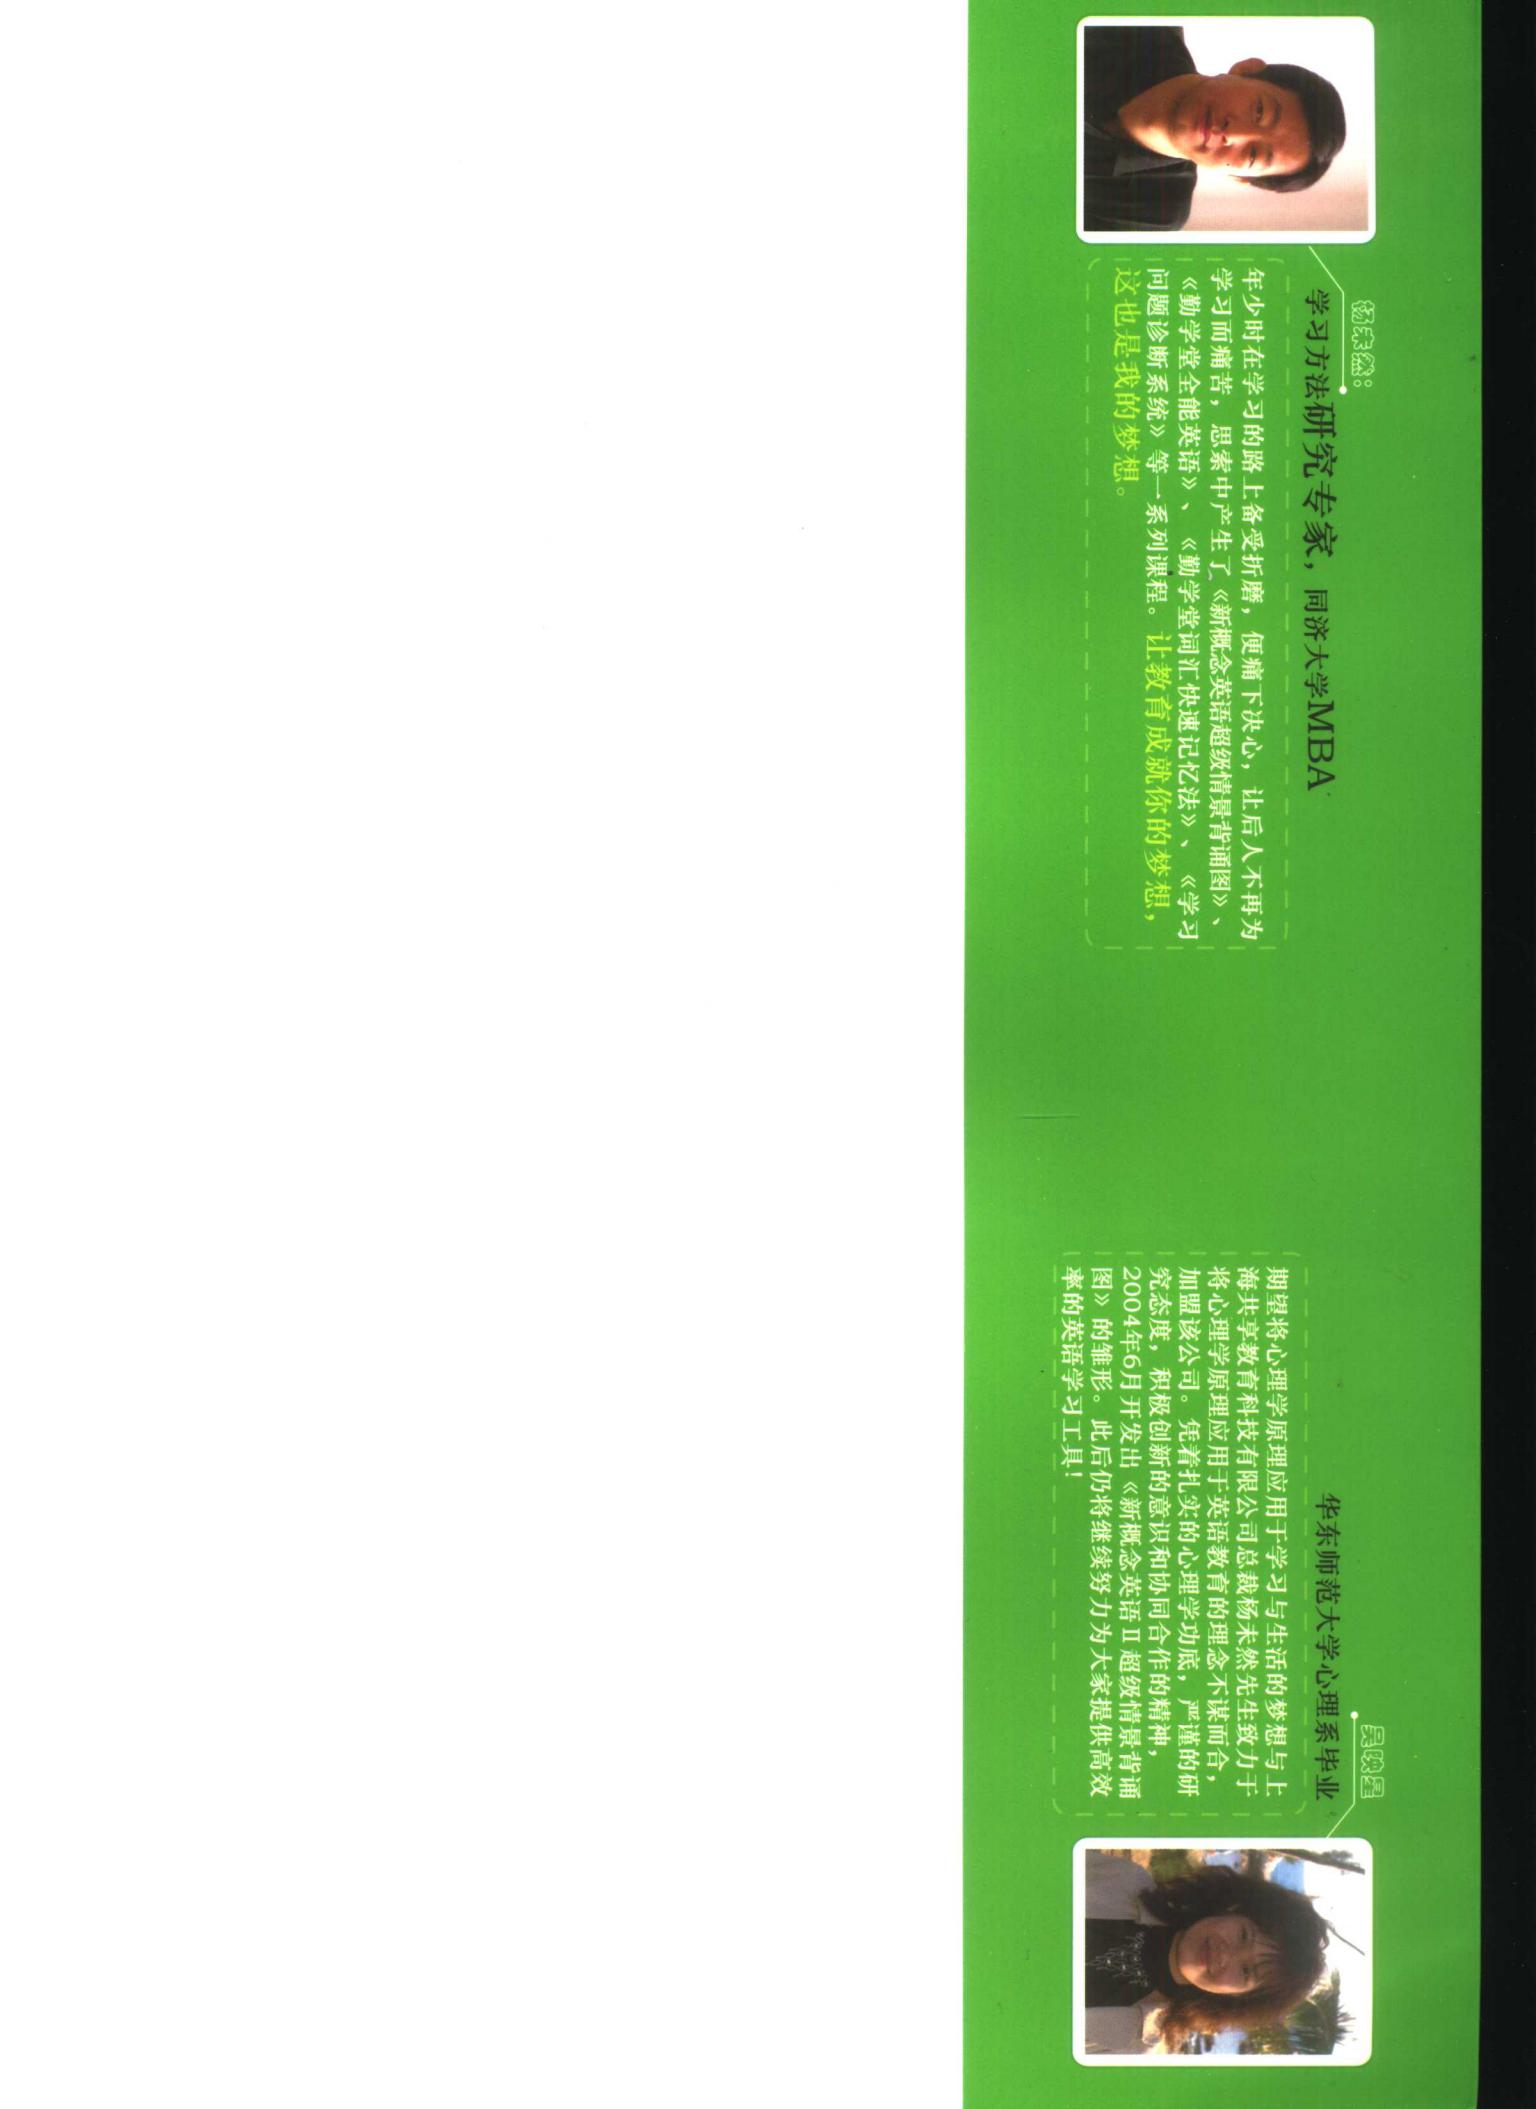 杨未然：
学习方法研究专家，同济大学MBA
年少时在学习的路上备受折磨，便痛下决心，让后人不再为
学习而痛苦，思索中产生了《新概念英语超级情景背诵图》、
《勤学堂全能英语》、《勤学堂词汇快速记忆法》、《学习
问题诊断系统》等一系列课程。让教育成就你的梦想，
这也是我的梦想。
吴映星
华东师范大学心理系毕业
期望将心理学原理应用于学习与生活的梦想与上
海共享教育科技有限公司总裁杨未然先生致力于
将心理学原理应用于英语教育的理念不谋而合，
加盟该公司。凭着扎实的心理学功底，严谨的研
究态度，积极创新的意识和协同合作的精神，
2004年6月开发出《新概念英语Ⅱ超级情景背诵
图》的雏形。此后仍将继续努力为大家提供高效
率的英语学习工具！